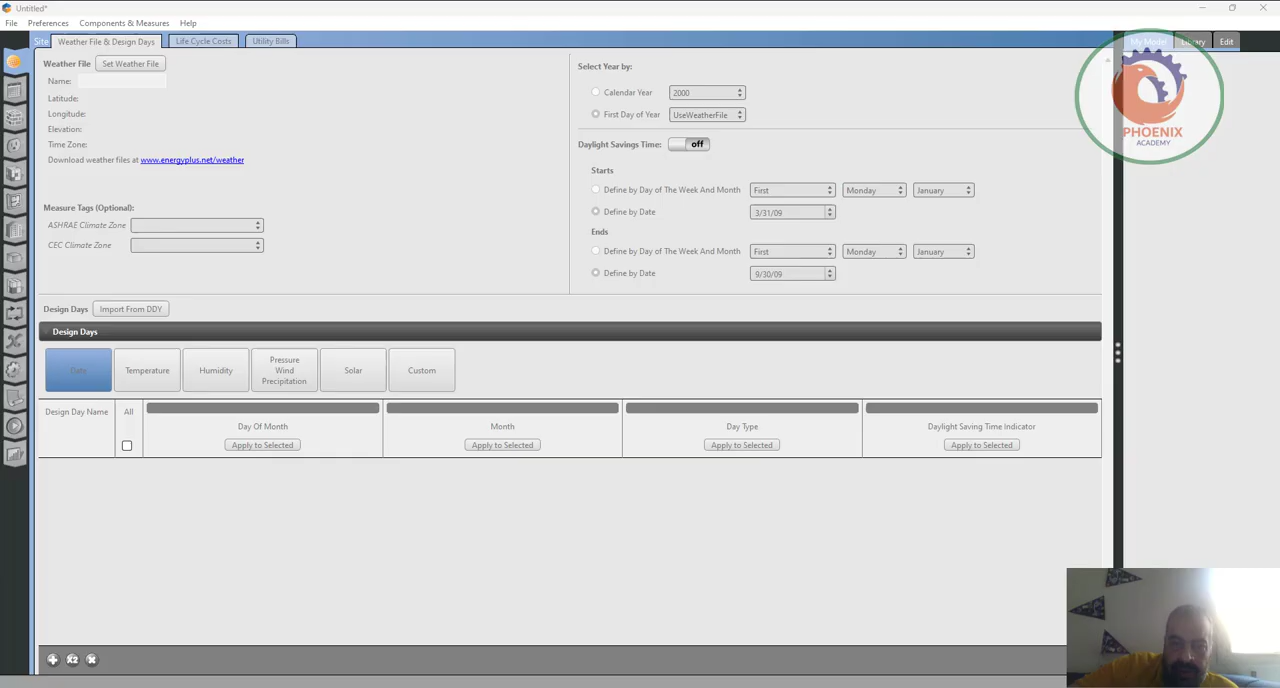 Untitled*
File Preferences Components & Measures Help
Site Weather File & Design Days Life Cycle Costs Utility Bills
My Model Library Edit
Weather File Set Weather File
Name:
Latitude:
Longitude:
Elevation:
Time Zone:
Download weather files at www.energyplus.net/weather
Measure Tags (Optional):
ASHRAE Climate Zone
CEC Climate Zone
Select Year by:
Calendar Year 2000
First Day of Year UseWeatherFile
Daylight Savings Time: off
Starts
Define by Day of The Week And Month First Monday January
Define by Date 3/31/09
Ends
Define by Day of The Week And Month First Monday January
Define by Date 9/30/09
PHOENIX
ACADEMY
Design Days Import From DDY
Design Days
Date Temperature Humidity Pressure Wind Precipitation Solar Custom
Design Day Name All Day Of Month Month Day Type Daylight Saving Time Indicator
Apply to Selected Apply to Selected Apply to Selected Apply to Selected
X2